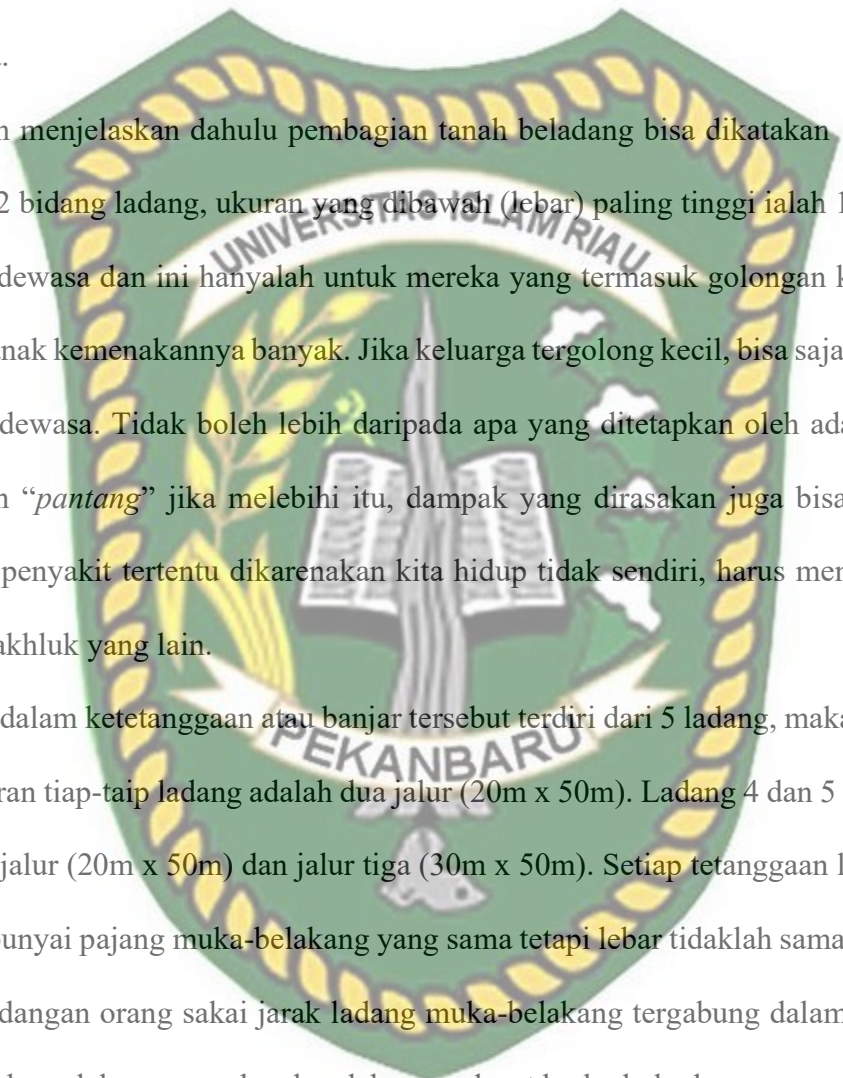 menjelaskan dahulu pembagian tanah beladang bisa dikatakan
2 bidang ladang, ukuran yang dibawah (lebar) paling tinggi ialah 1
UNIVERSITAS ISLAM RIAU
dewasa dan ini hanyalah untuk mereka yang termasuk golongan k
anak kemenakannya banyak. Jika keluarga tergolong kecil, bisa saja
dewasa. Tidak boleh lebih daripada apa yang ditetapkan oleh ada
“pantang” jika melebihi itu, dampak yang dirasakan juga bisa
penyakit tertentu dikarenakan kita hidup tidak sendiri, harus men
akhluk yang lain.
dalam ketetanggaan atau banjar tersebut terdiri dari 5 ladang, maka
PEKANBARU
ran tiap-taip ladang adalah dua jalur (20m x 50m). Ladang 4 dan 5
jalur (20m x 50m) dan jalur tiga (30m x 50m). Setiap tetanggaan l
punyai pajang muka-belakang yang sama tetapi lebar tidaklah sama
dangan orang sakai jarak ladang muka-belakang tergabung dalam